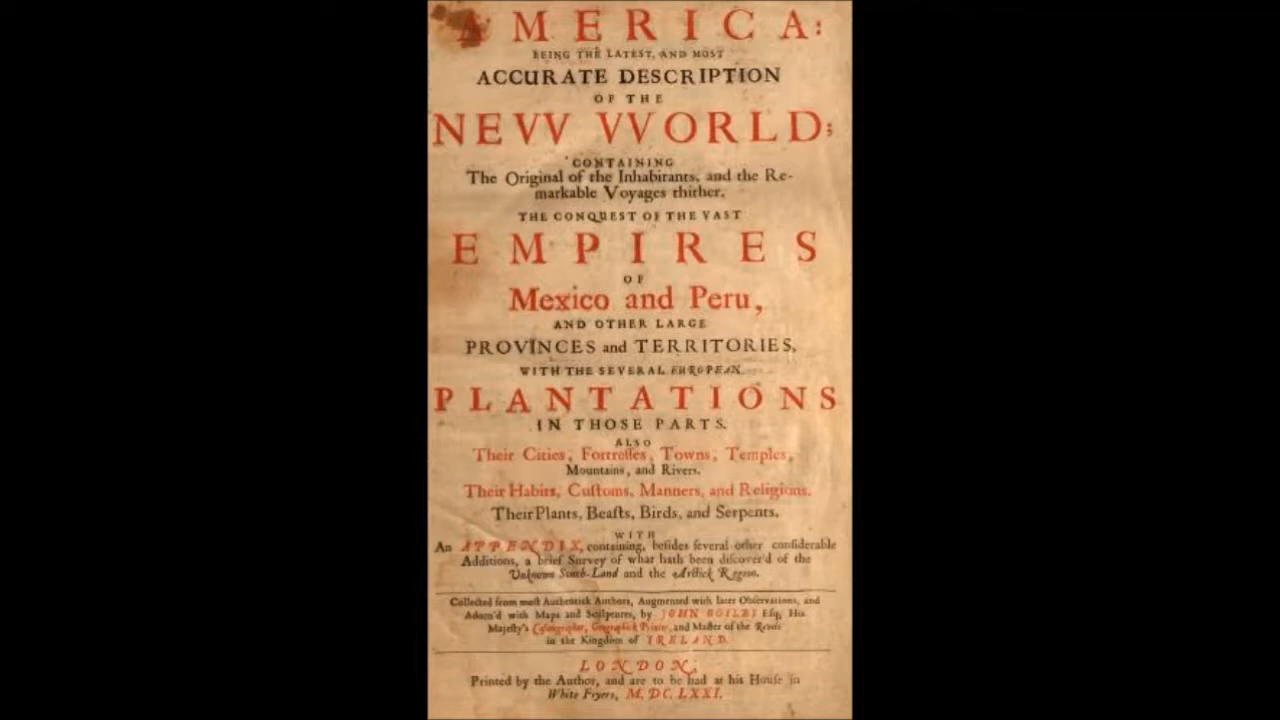 AMERICA:
BEING THE LATEST, AND MOST
ACCURATE DESCRIPTION
OF THE
NEVV VVORLD;
CONTAINING
The Original of the Inhabitants, and the Re-
markable Voyages thither.
THE CONQUEST OF THE VAST
EMPIRES
OF
Mexico and Peru,
AND OTHER LARGE
PROVINCES and TERRITORIES,
WITH THE SEVERAL EUROPEAN
PLANTATIONS
IN THOSE PARTS.
ALSO
Their Cities, Fortreſſes, Towns, Temples,
Mountains, and Rivers.
Their Habits, Cuſtoms, Manners, and Religions.
Their Plants, Beaſts, Birds, and Serpents.
WITH
An APPENDIX, containing, beſides ſeveral other conſiderable
Additions, a brief Survey of what hath been diſcover'd of the
Unknown South-Land and the Arctick Region.
Collected from moſt Authentick Authors, Augmented with later Obſervations, and
Adorn'd with Maps and Sculptures, by JOHN OGILBY Eſq; His
Majeſty's Coſmographer, Geographick Printer, and Maſter of the Revels
in the Kingdom of IRELAND.
LONDON,
Printed by the Author, and are to be had at his Houſe in
White Fryers, M.DC.LXXI.